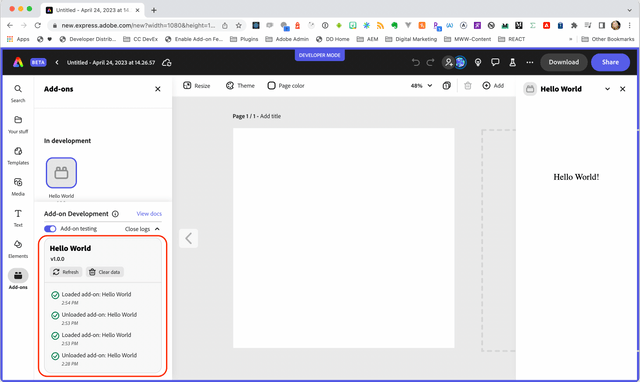 Untitled - April 24, 2023 at 14
new.express.adobe.com/new?width=1080&height=1...
Apps
Developer Distrib...
CC DevEx
Enable Add-on Fe...
Plugins
Adobe Admin
DD Home
AEM
Digital Marketing
MWW-Content
REACT
Other Bookmarks
DEVELOPER MODE
BETA
Untitled - April 24, 2023 at 14.26.57
Download
Share
Search
Your stuff
Templates
Media
Text
Elements
Add-ons
Add-ons
In development
Hello World
Add-on Development
View docs
Add-on testing
Close logs
Hello World
v1.0.0
Refresh
Clear data
Loaded add-on: Hello World
2:54 PM
Unloaded add-on: Hello World
2:53 PM
Loaded add-on: Hello World
2:53 PM
Unloaded add-on: Hello World
2:28 PM
Resize
Theme
Page color
48%
Add
Page 1 / 1 - Add title
Hello World
Hello World!